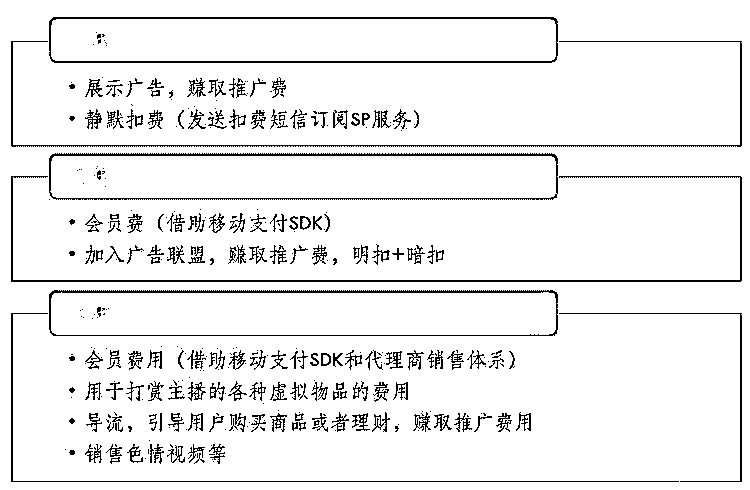 • 展示广告，赚取推广费
• 静默扣费（发送扣费短信订阅SP服务）
• 会员费（借助移动支付SDK）
• 加入广告联盟，赚取推广费，明扣+暗扣
• 会员费用（借助移动支付SDK和代理商销售体系）
• 用于打赏主播的各种虚拟物品的费用
• 导流，引导用户购买商品或者理财，赚取推广费用
• 销售色情视频等